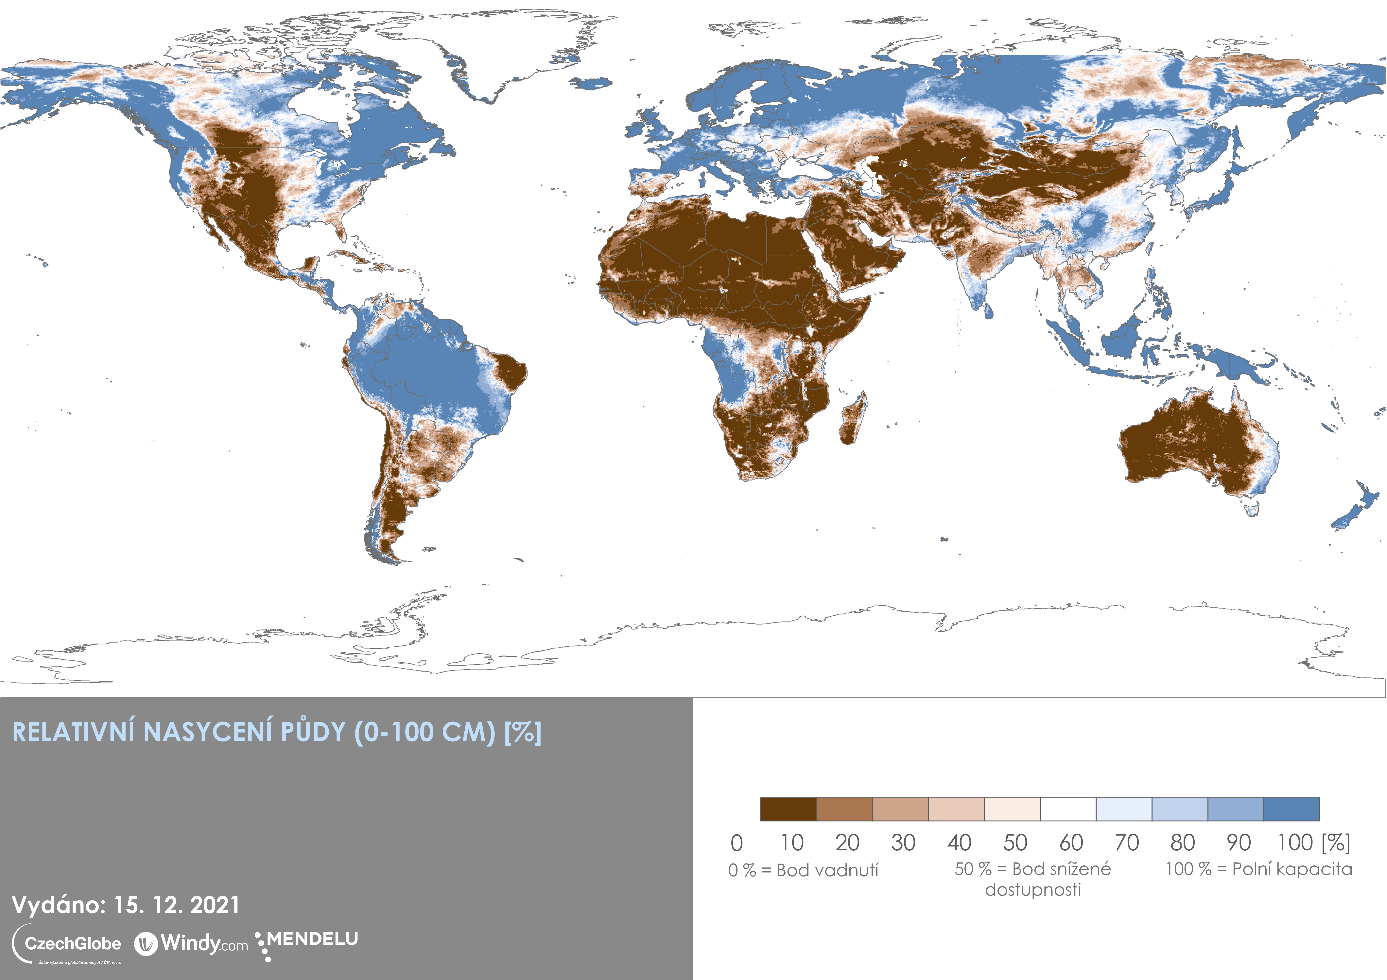 RELATIVNÍ NASYCENÍ PŮDY (0-100 CM) [%]
0 10 20 30 40 50 60 70 80 90 100 [%]
0 % = Bod vadnutí
50 % = Bod snížené
dostupnosti
100 % = Polní kapacita
Vydáno: 15. 12. 2021
CzechGlobe
Windy.com
MENDELU